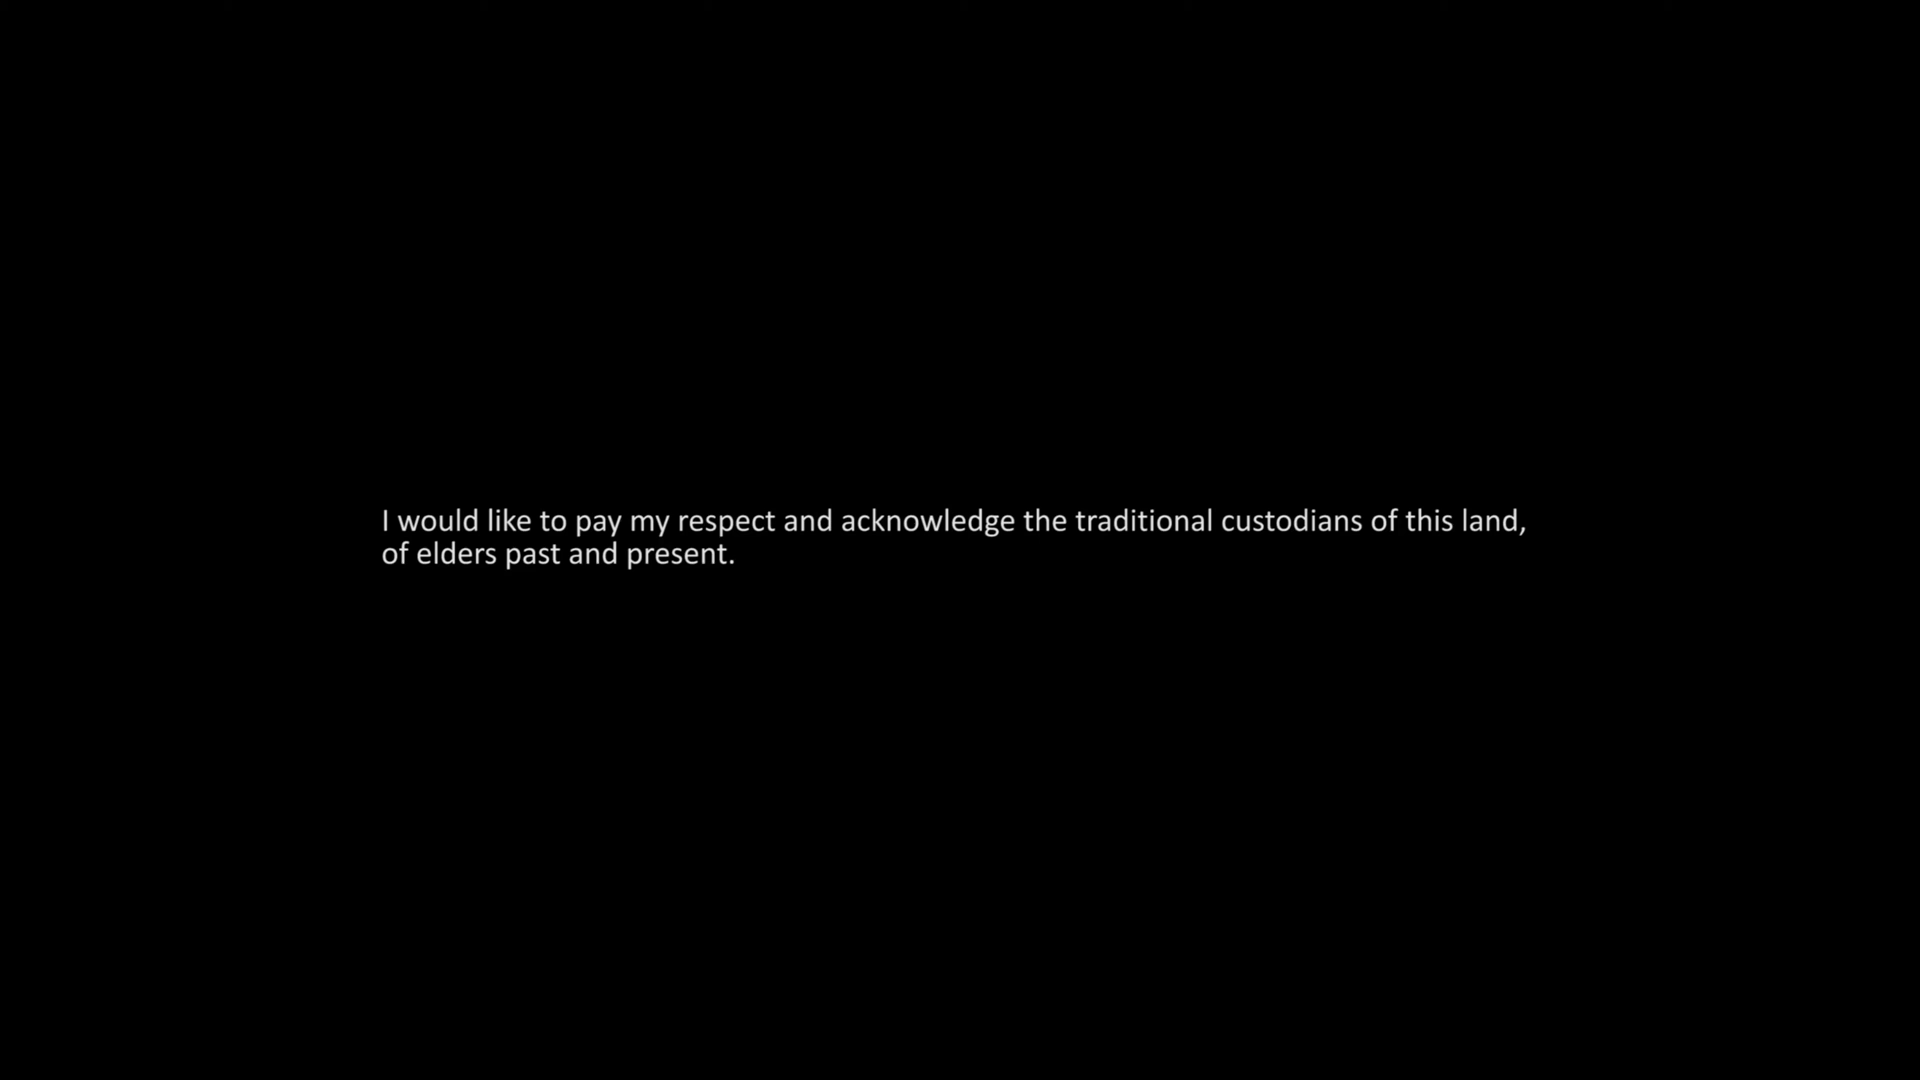 I would like to pay my respect and acknowledge the traditional custodians of this land,
of elders past and present.